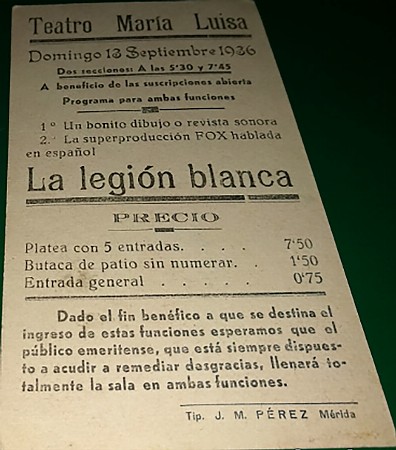 Teatro María Luisa
Domingo 13 Septiembre 1936
Dos secciones: A las 5'30 y 7'45
A beneficio de las suscripciones abierta
Programa para ambas funciones
1.º Un bonito dibujo o revista sonora
2.º La superproducción FOX hablada
en español
La legión blanca
PRECIO
Platea con 5 entradas. . . . 7'50
Butaca de patio sin numerar. . 1'50
Entrada general . . . . 0'75
Dado el fin benéfico a que se destina el
ingreso de estas funciones esperamos que el
público emeritense, que está siempre dispues-
to a acudir a remediar desgracias, llenará to-
talmente la sala en ambas funciones.
Tip. J. M. PÉREZ Mérida